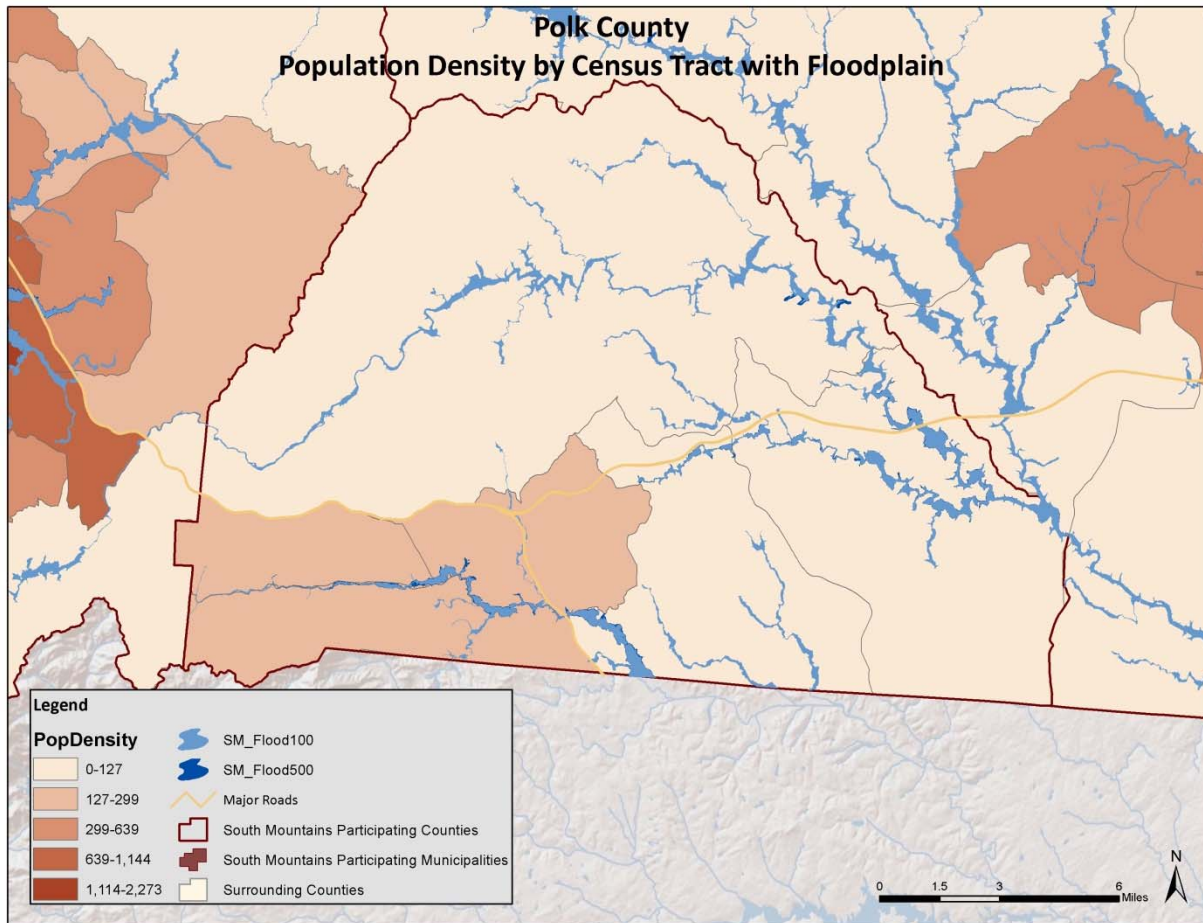 Polk County
Population Density by Census Tract with Floodplain
Legend
PopDensity
0-127
127-299
299-639
639-1,144
1,114-2,273
SM_Flood100
SM_Flood500
Major Roads
South Mountains Participating Counties
South Mountains Participating Municipalities
Surrounding Counties
N
0 1.5 3 6
Miles